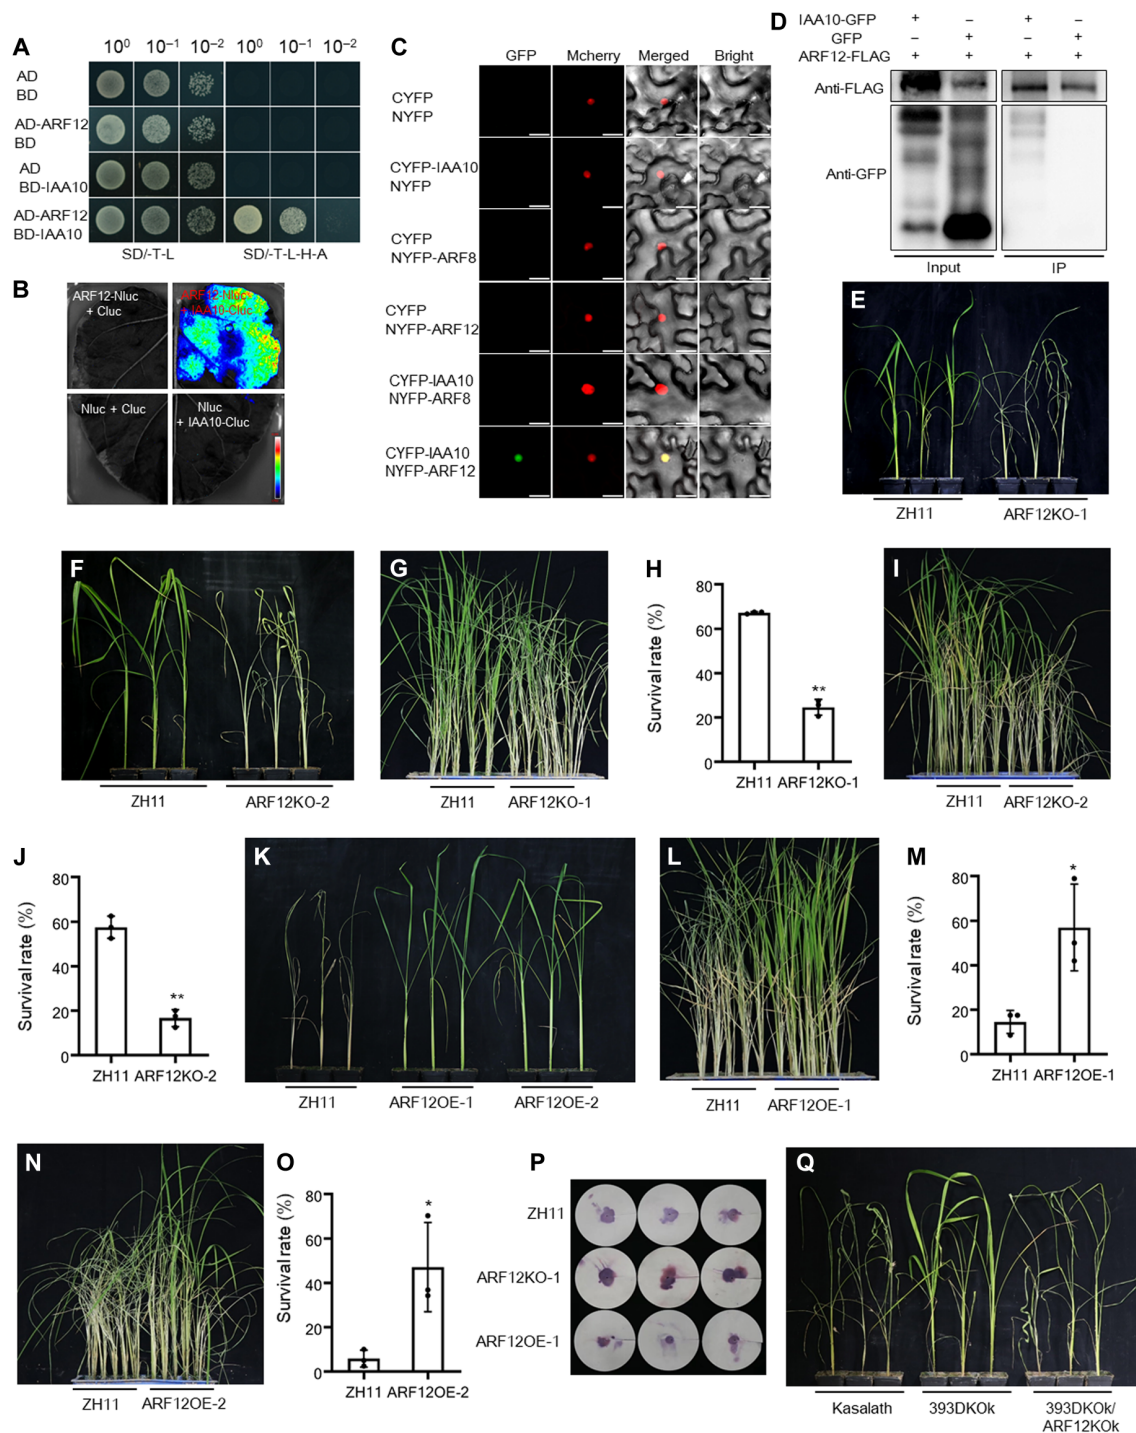 A
10⁰ 10⁻¹ 10⁻² 10⁰ 10⁻¹ 10⁻²
AD
BD
AD-ARF12
BD
AD
BD-IAA10
AD-ARF12
BD-IAA10
SD/-T-L SD/-T-L-H-A
B
ARF12-Nluc
+ Cluc
ARF12-Nluc
+ IAA10-Cluc
Nluc + Cluc
Nluc
+ IAA10-Cluc
C
GFP Mcherry Merged Bright
CYFP
NYFP
CYFP-IAA10
NYFP
CYFP
NYFP-ARF8
CYFP
NYFP-ARF12
CYFP-IAA10
NYFP-ARF8
CYFP-IAA10
NYFP-ARF12
D
IAA10-GFP + – + –
GFP – + – +
ARF12-FLAG + + + +
Anti-FLAG
Anti-GFP
Input IP
E
ZH11 ARF12KO-1
F
ZH11 ARF12KO-2
G
ZH11 ARF12KO-1
H
Survival rate (%)
80
60
40
20
0
**
ZH11 ARF12KO-1
I
ZH11 ARF12KO-2
J
Survival rate (%)
80
60
40
20
0
**
ZH11 ARF12KO-2
K
ZH11 ARF12OE-1 ARF12OE-2
L
ZH11 ARF12OE-1
M
Survival rate (%)
80
60
40
20
0
*
ZH11 ARF12OE-1
N
ZH11 ARF12OE-2
O
Survival rate (%)
80
60
40
20
0
*
ZH11 ARF12OE-2
P
ZH11
ARF12KO-1
ARF12OE-1
Q
Kasalath 393DKOk 393DKOk/
ARF12KOk